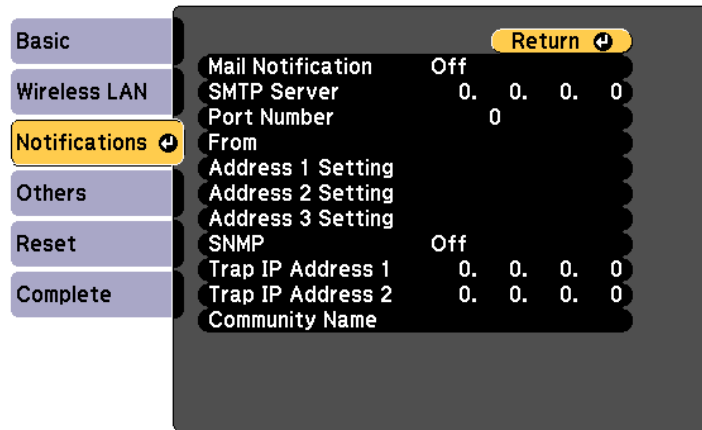 Basic
Wireless LAN
Notifications
Others
Reset
Complete
Return
Mail Notification Off
SMTP Server 0. 0. 0. 0
Port Number 0
From
Address 1 Setting
Address 2 Setting
Address 3 Setting
SNMP Off
Trap IP Address 1 0. 0. 0. 0
Trap IP Address 2 0. 0. 0. 0
Community Name